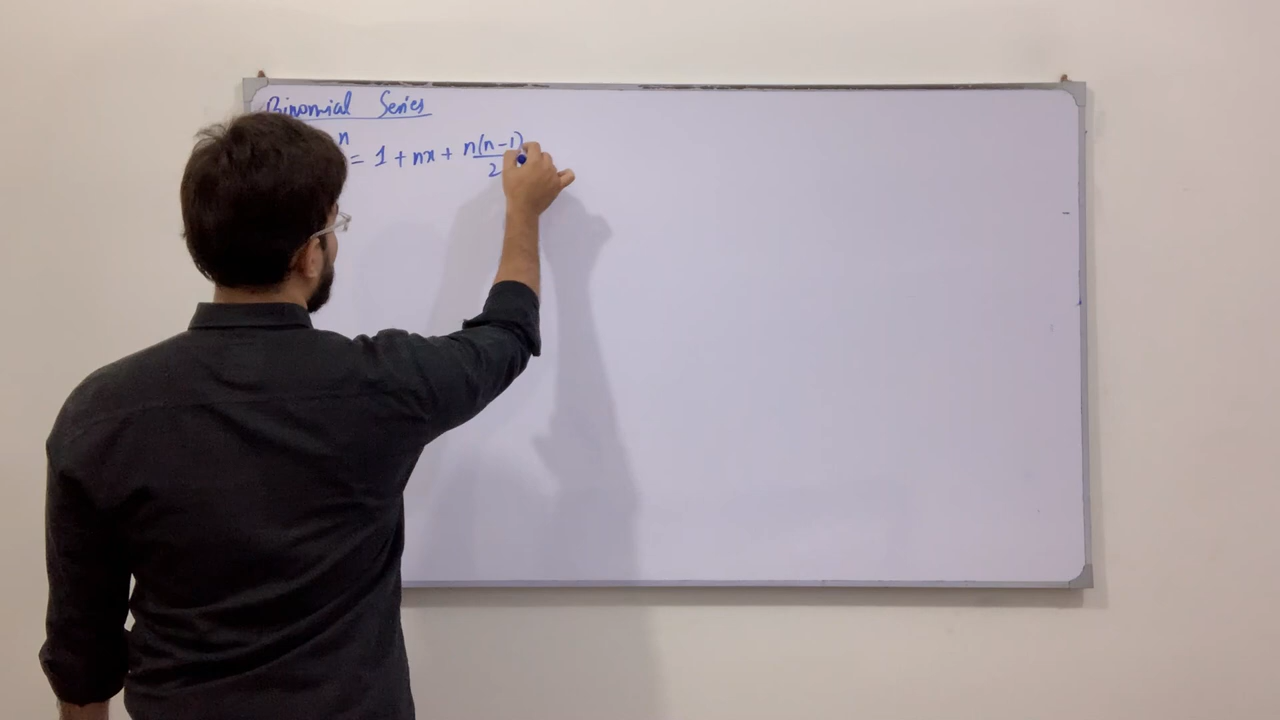 Binomial Series
n = 1 + nx + n(n-1)/2